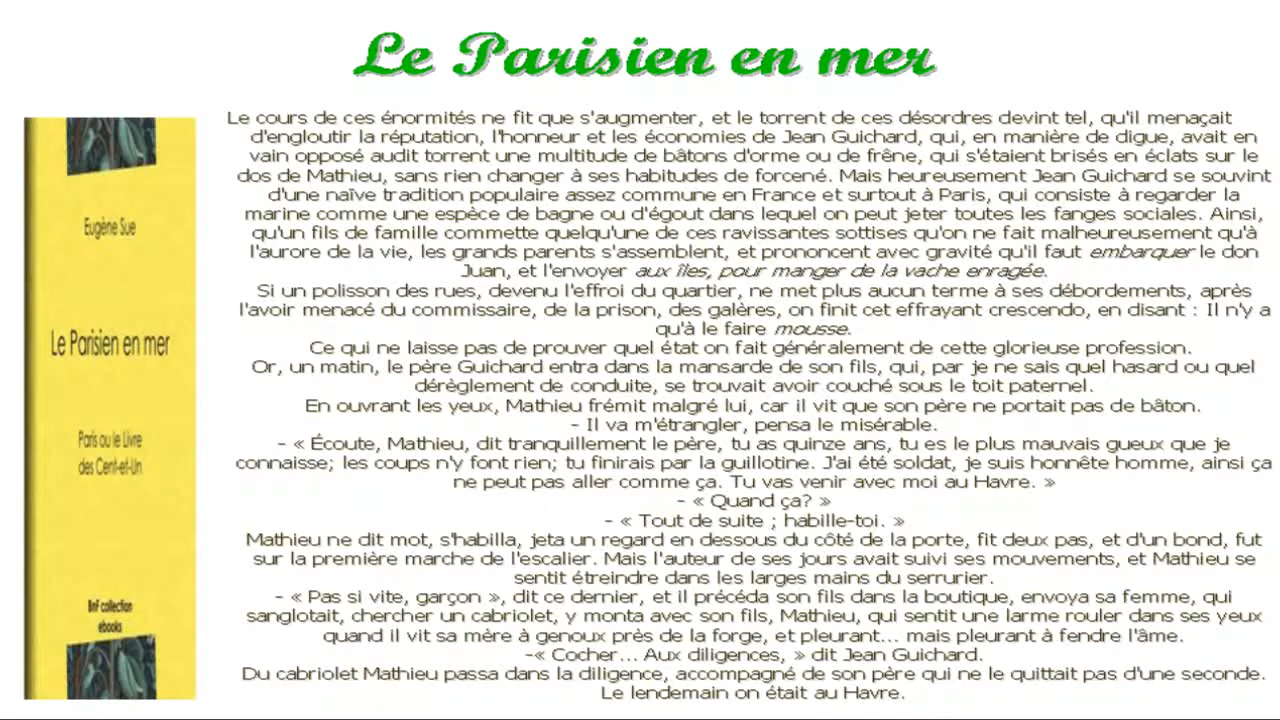 Le Parisien en mer
Eugène Sue
Le Parisien en mer
Paris ou le Livre
des Cent-et-Un
BnF collection
ebooks
Le cours de ces énormités ne fit que s'augmenter, et le torrent de ces désordres devint tel, qu'il menaçait
d'engloutir la réputation, l'honneur et les économies de Jean Guichard, qui, en manière de digue, avait en
vain opposé audit torrent une multitude de bâtons d'orme ou de frêne, qui s'étaient brisés en éclats sur le
dos de Mathieu, sans rien changer à ses habitudes de forcené. Mais heureusement Jean Guichard se souvint
d'une naïve tradition populaire assez commune en France et surtout à Paris, qui consiste à regarder la
marine comme une espèce de bagne ou d'égout dans lequel on peut jeter toutes les fanges sociales. Ainsi,
qu'un fils de famille commette quelqu'une de ces ravissantes sottises qu'on ne fait malheureusement qu'à
l'aurore de la vie, les grands parents s'assemblent, et prononcent avec gravité qu'il faut embarquer le don
Juan, et l'envoyer aux îles, pour manger de la vache enragée.
Si un polisson des rues, devenu l'effroi du quartier, ne met plus aucun terme à ses débordements, après
l'avoir menacé du commissaire, de la prison, des galères, on finit cet effrayant crescendo, en disant : Il n'y a
qu'à le faire mousse.
Ce qui ne laisse pas de prouver quel état on fait généralement de cette glorieuse profession.
Or, un matin, le père Guichard entra dans la mansarde de son fils, qui, par je ne sais quel hasard ou quel
dérèglement de conduite, se trouvait avoir couché sous le toit paternel.
En ouvrant les yeux, Mathieu frémit malgré lui, car il vit que son père ne portait pas de bâton.
- Il va m'étrangler, pensa le misérable.
- « Écoute, Mathieu, dit tranquillement le père, tu as quinze ans, tu es le plus mauvais gueux que je
connaisse; les coups n'y font rien; tu finirais par la guillotine. J'ai été soldat, je suis honnête homme, ainsi ça
ne peut pas aller comme ça. Tu vas venir avec moi au Havre. »
- « Quand ça? »
- « Tout de suite ; habille-toi. »
Mathieu ne dit mot, s'habilla, jeta un regard en dessous du côté de la porte, fit deux pas, et d'un bond, fut
sur la première marche de l'escalier. Mais l'auteur de ses jours avait suivi ses mouvements, et Mathieu se
sentit étreindre dans les larges mains du serrurier.
- « Pas si vite, garçon », dit ce dernier, et il précéda son fils dans la boutique, envoya sa femme, qui
sanglotait, chercher un cabriolet, y monta avec son fils, Mathieu, qui sentit une larme rouler dans ses yeux
quand il vit sa mère à genoux près de la forge, et pleurant... mais pleurant à fendre l'âme.
-« Cocher... Aux diligences, » dit Jean Guichard.
Du cabriolet Mathieu passa dans la diligence, accompagné de son père qui ne le quittait pas d'une seconde.
Le lendemain on était au Havre.